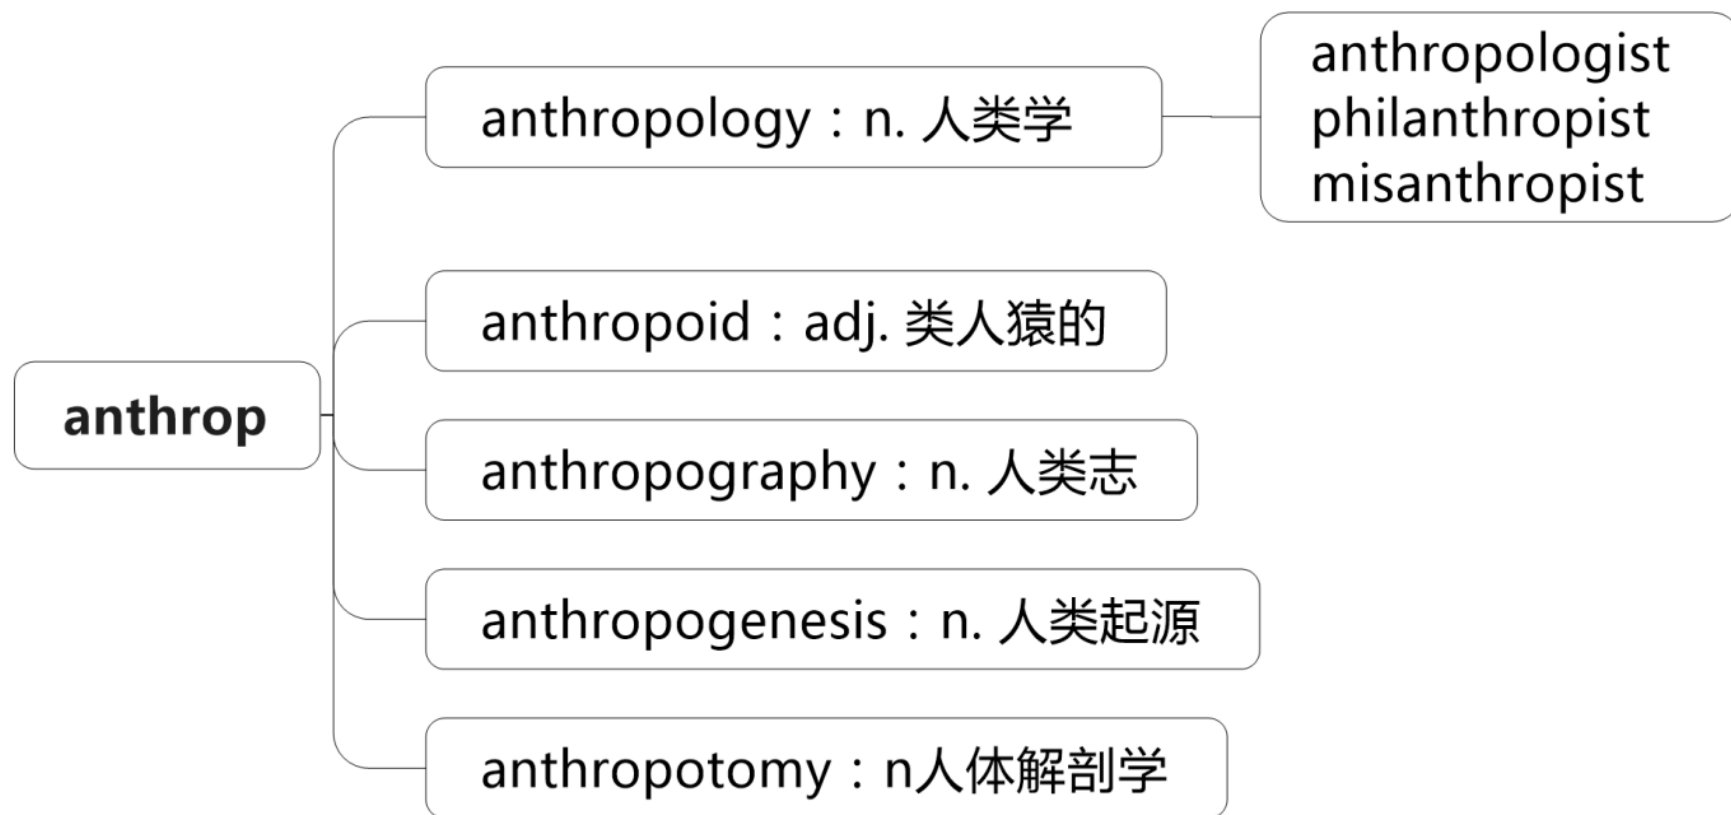 anthrop
anthropology：n. 人类学
anthropologist
philanthropist
misanthropist
anthropoid：adj. 类人猿的
anthropography：n. 人类志
anthropogenesis：n. 人类起源
anthropotomy：n人体解剖学